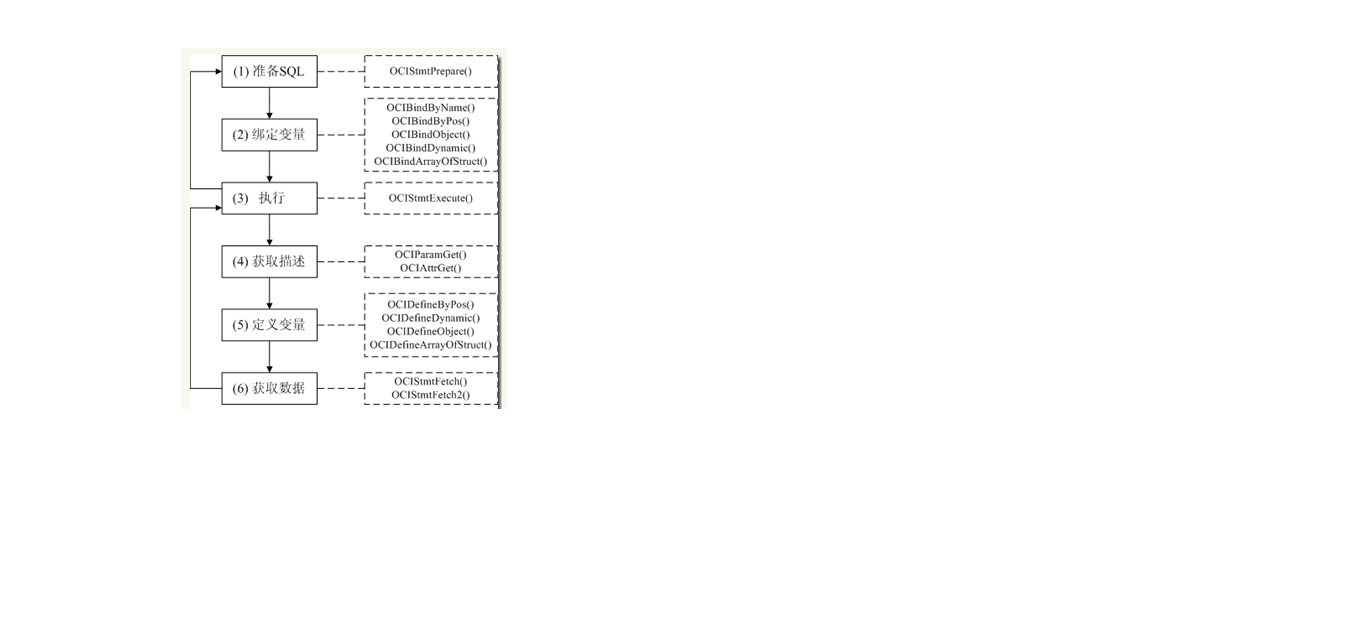 (1) 准备SQL
OCIStmtPrepare()
(2) 绑定变量
OCIBindByName()
OCIBindByPos()
OCIBindObject()
OCIBindDynamic()
OCIBindArrayOfStruct()
(3) 执行
OCIStmtExecute()
(4) 获取描述
OCIParamGet()
OCIAttrGet()
(5) 定义变量
OCIDefineByPos()
OCIDefineDynamic()
OCIDefineObject()
OCIDefineArrayOfStruct()
(6) 获取数据
OCIStmtFetch()
OCIStmtFetch2()